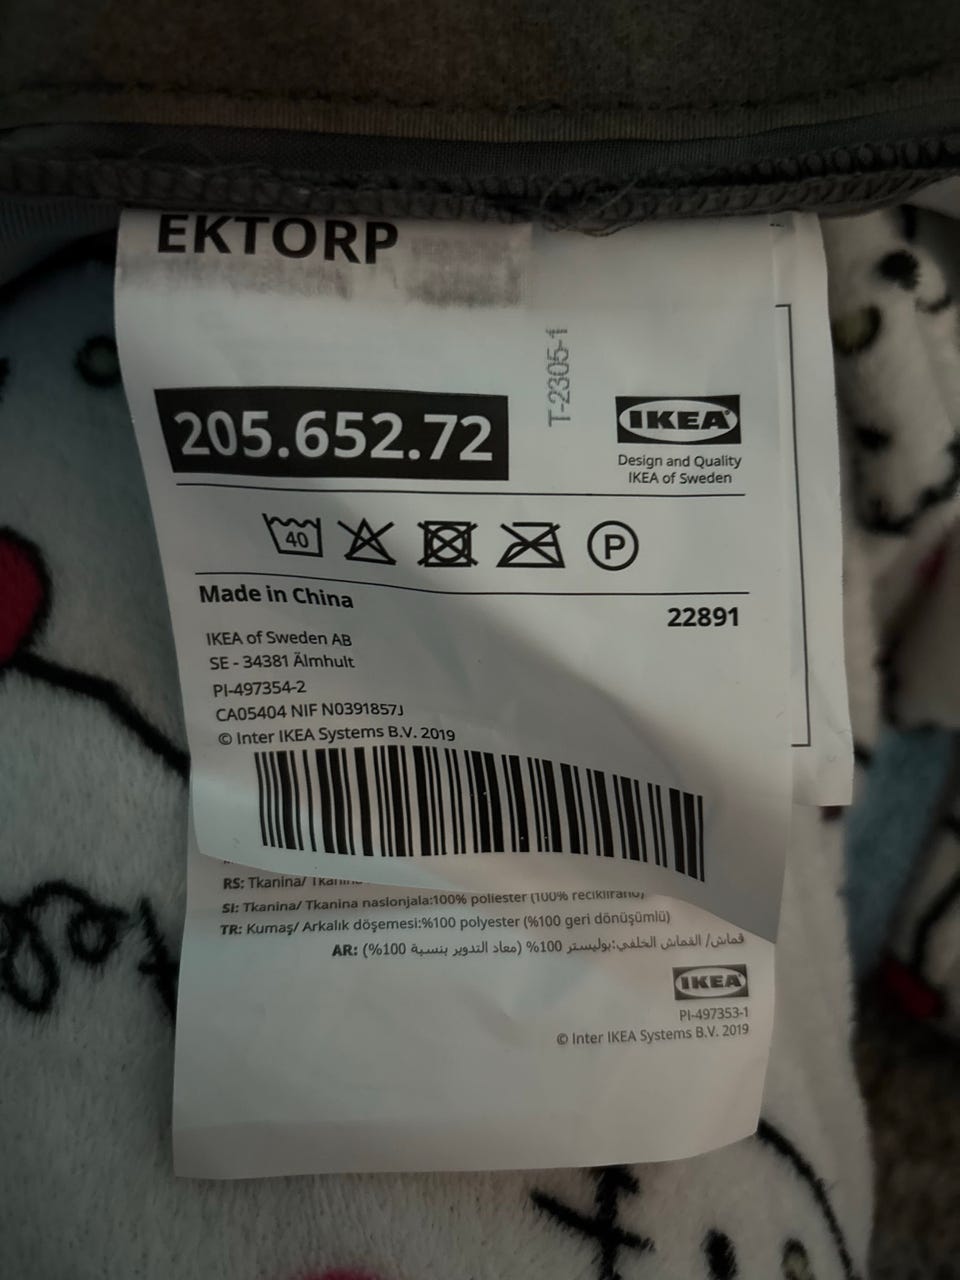 EKTORP
T-2305-1
205.652.72
IKEA
Design and Quality
IKEA of Sweden
40
P
Made in China
22891
IKEA of Sweden AB
SE - 34381 Älmhult
PI-497354-2
CA05404 NIF N0391857J
© Inter IKEA Systems B.V. 2019
RS: Tkanina/
SI: Tkanina/ Tkanina naslonjala:100% poliester (100% reciklirano)
TR: Kumaş/ Arkalık döşemesi:%100 polyester (%100 geri dönüşümlü)
AR: قماش/ القماش الخلفي:بوليستر 100% (معاد التدوير بنسبة 100%)
IKEA
PI-497353-1
© Inter IKEA Systems B.V. 2019